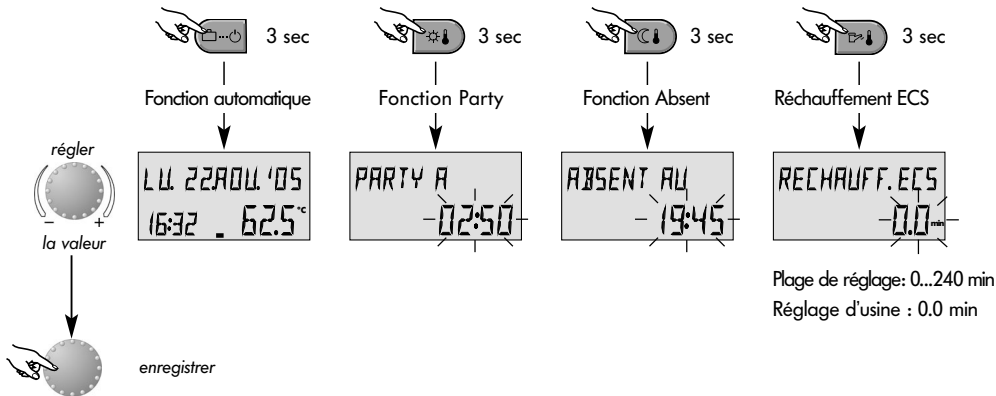 3 sec 3 sec 3 sec 3 sec
Fonction automatique Fonction Party Fonction Absent Réchauffement ECS
régler
LU. 22.AOU. '05 PARTY A ABSENT AU RECHAUFF.ECS
16:32 _ 62.5 °C 02:50 19:45 0.0 min
– +
la valeur
Plage de réglage: 0...240 min
Réglage d'usine : 0.0 min
enregistrer